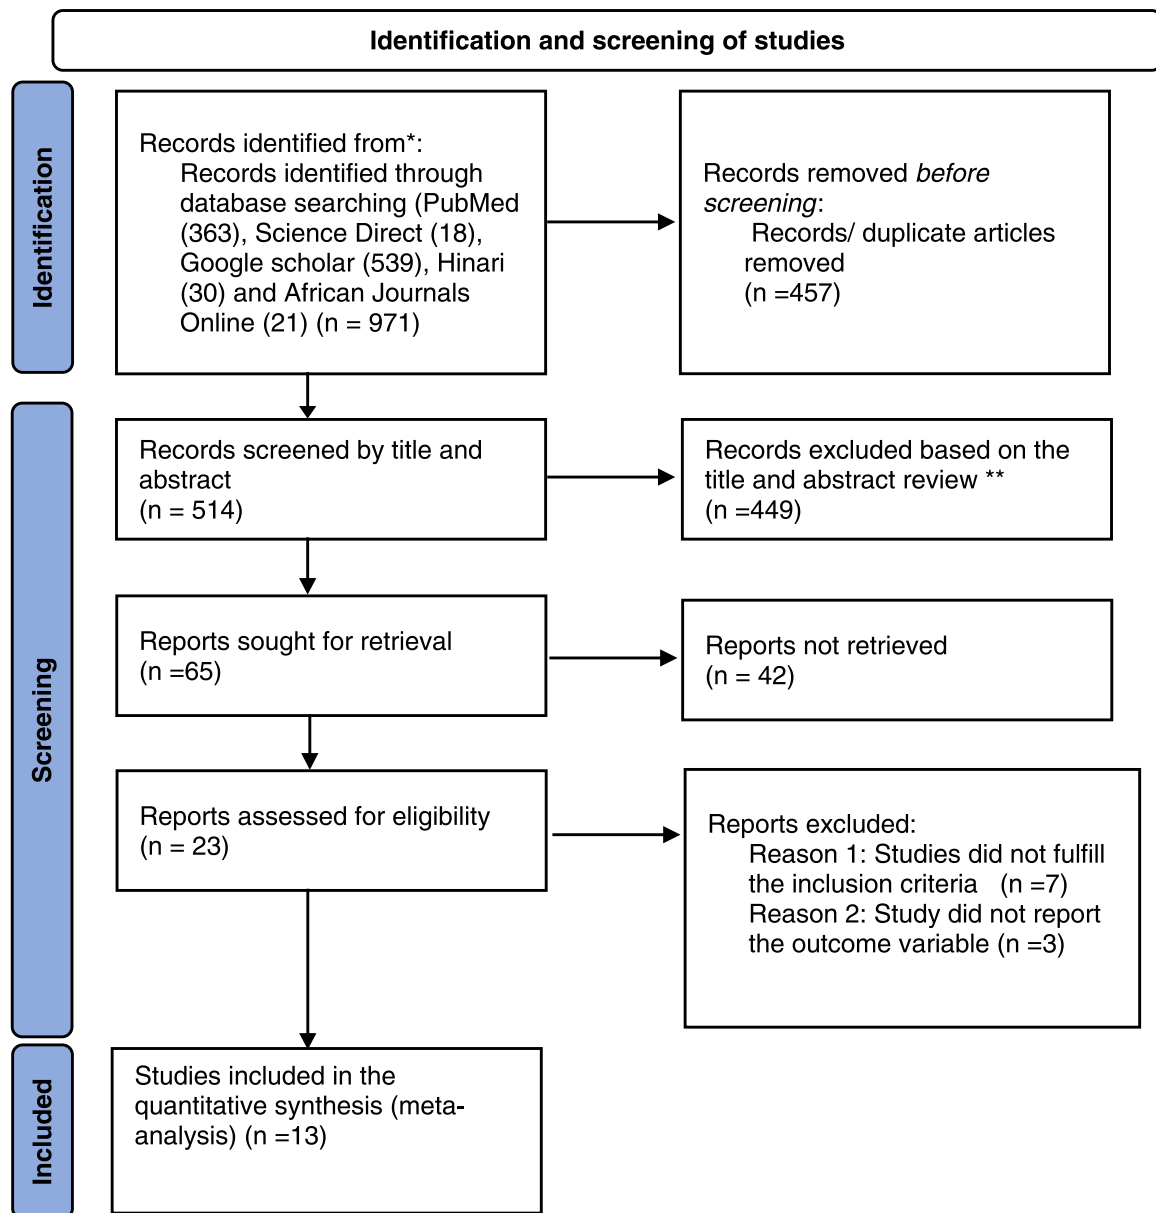 Identification and screening of studies
Identification
Records identified from*:
Records identified through
database searching (PubMed
(363), Science Direct (18),
Google scholar (539), Hinari
(30) and African Journals
Online (21) (n = 971)
Records removed before
screening:
Records/ duplicate articles
removed
(n =457)
Screening
Records screened by title and
abstract
(n = 514)
Records excluded based on the
title and abstract review **
(n =449)
Reports sought for retrieval
(n =65)
Reports not retrieved
(n = 42)
Reports assessed for eligibility
(n = 23)
Reports excluded:
Reason 1: Studies did not fulfill
the inclusion criteria (n =7)
Reason 2: Study did not report
the outcome variable (n =3)
Included
Studies included in the
quantitative synthesis (meta-
analysis) (n =13)